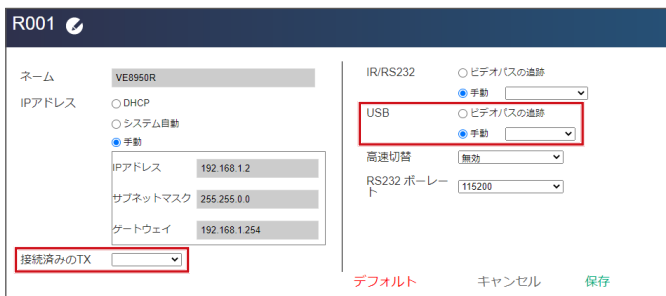 R001
ネーム VE8950R
IPアドレス DHCP
システム自動
手動
IPアドレス 192.168.1.2
サブネットマスク 255.255.0.0
ゲートウェイ 192.168.1.254
接続済みのTX
IR/RS232 ビデオパスの追跡
手動
USB ビデオパスの追跡
手動
高速切替 無効
RS232 ボーレー
ト 115200
デフォルト キャンセル 保存